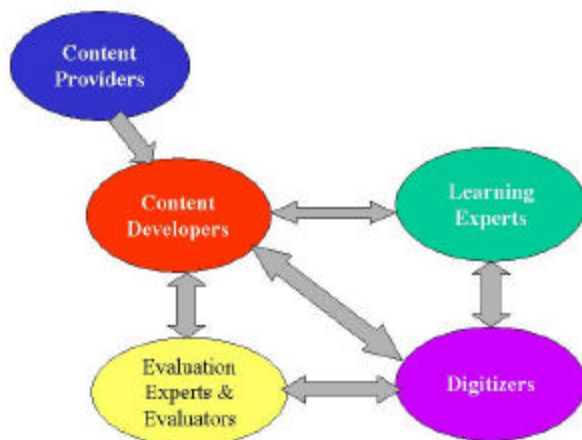 Content
Providers
Content
Developers
Learning
Experts
Evaluation
Experts &
Evaluators
Digitizers